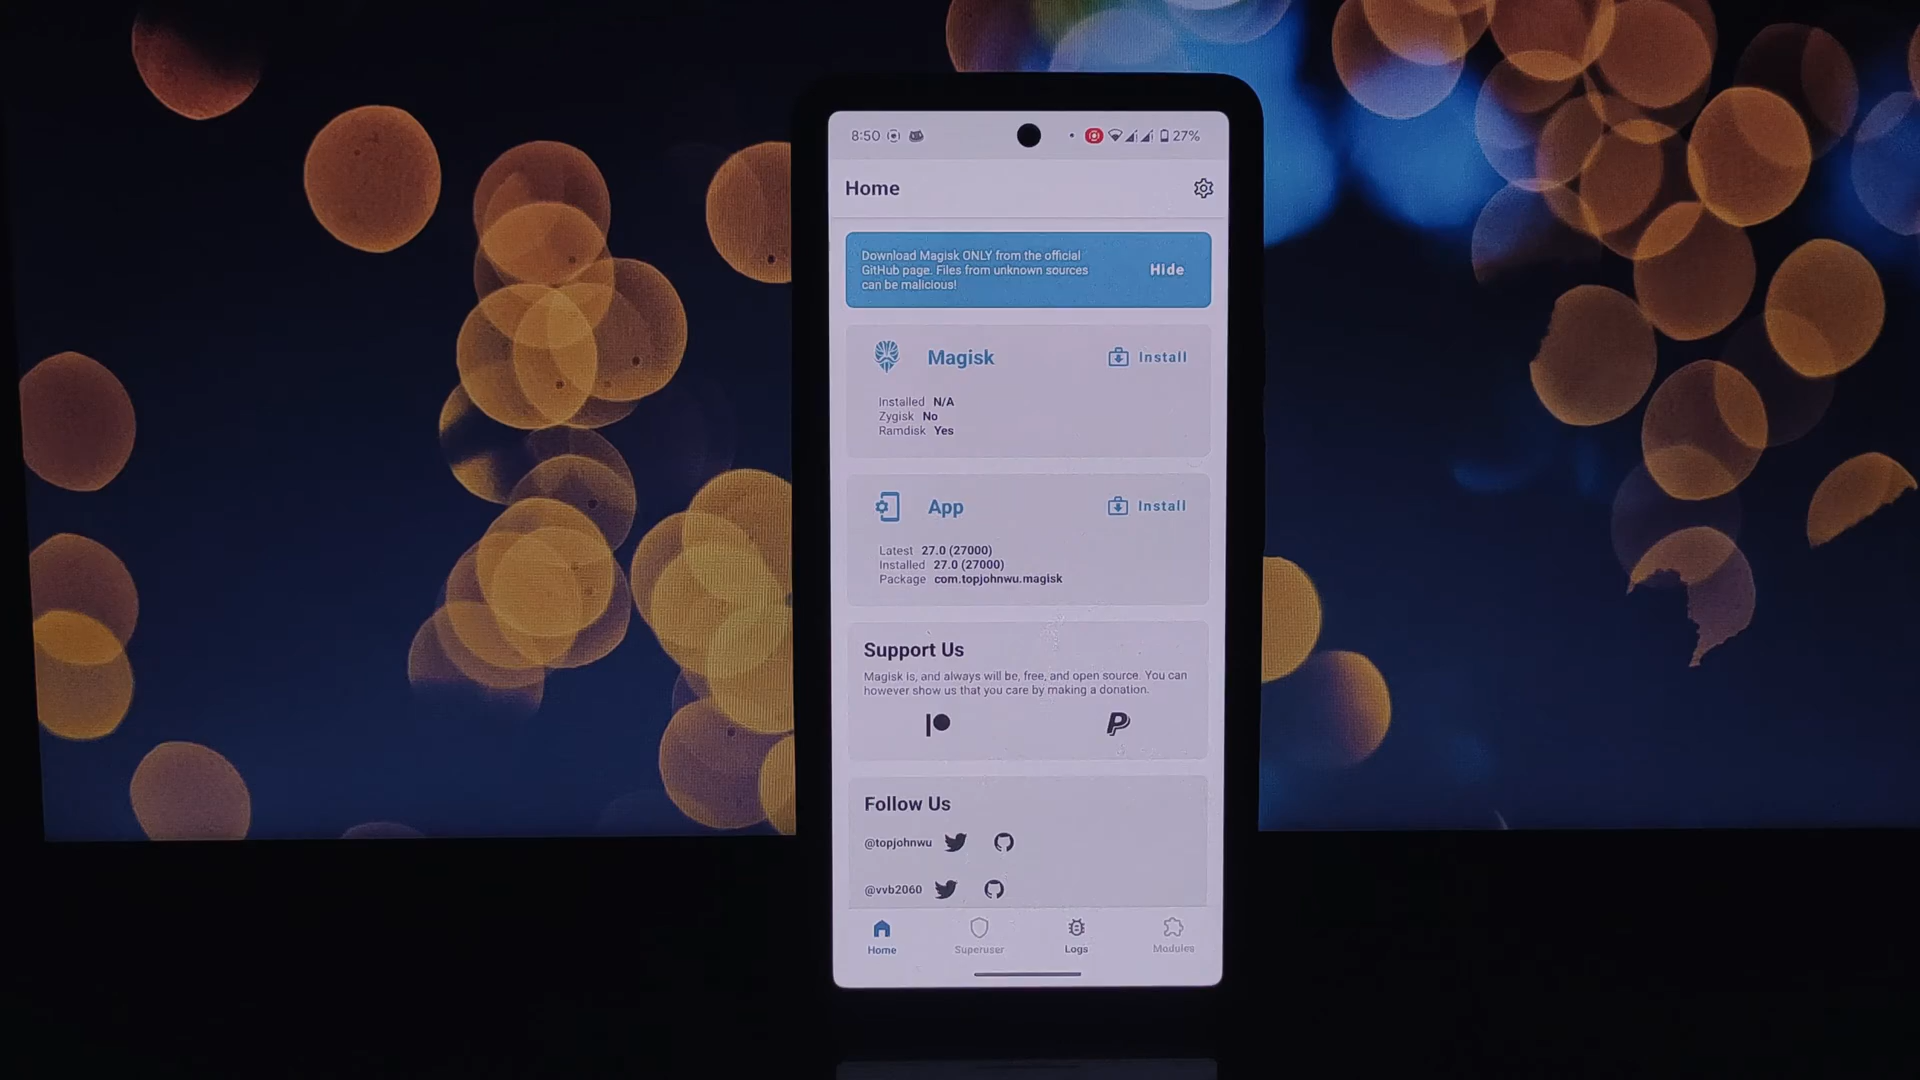 8:50
27%
Home
Download Magisk ONLY from the official
GitHub page. Files from unknown sources
can be malicious!
Hide
Magisk
Install
Installed N/A
Zygisk No
Ramdisk Yes
App
Install
Latest 27.0 (27000)
Installed 27.0 (27000)
Package com.topjohnwu.magisk
Support Us
Magisk is, and always will be, free, and open source. You can
however show us that you care by making a donation.
Follow Us
@topjohnwu
@vvb2060
Home
Superuser
Logs
Modules